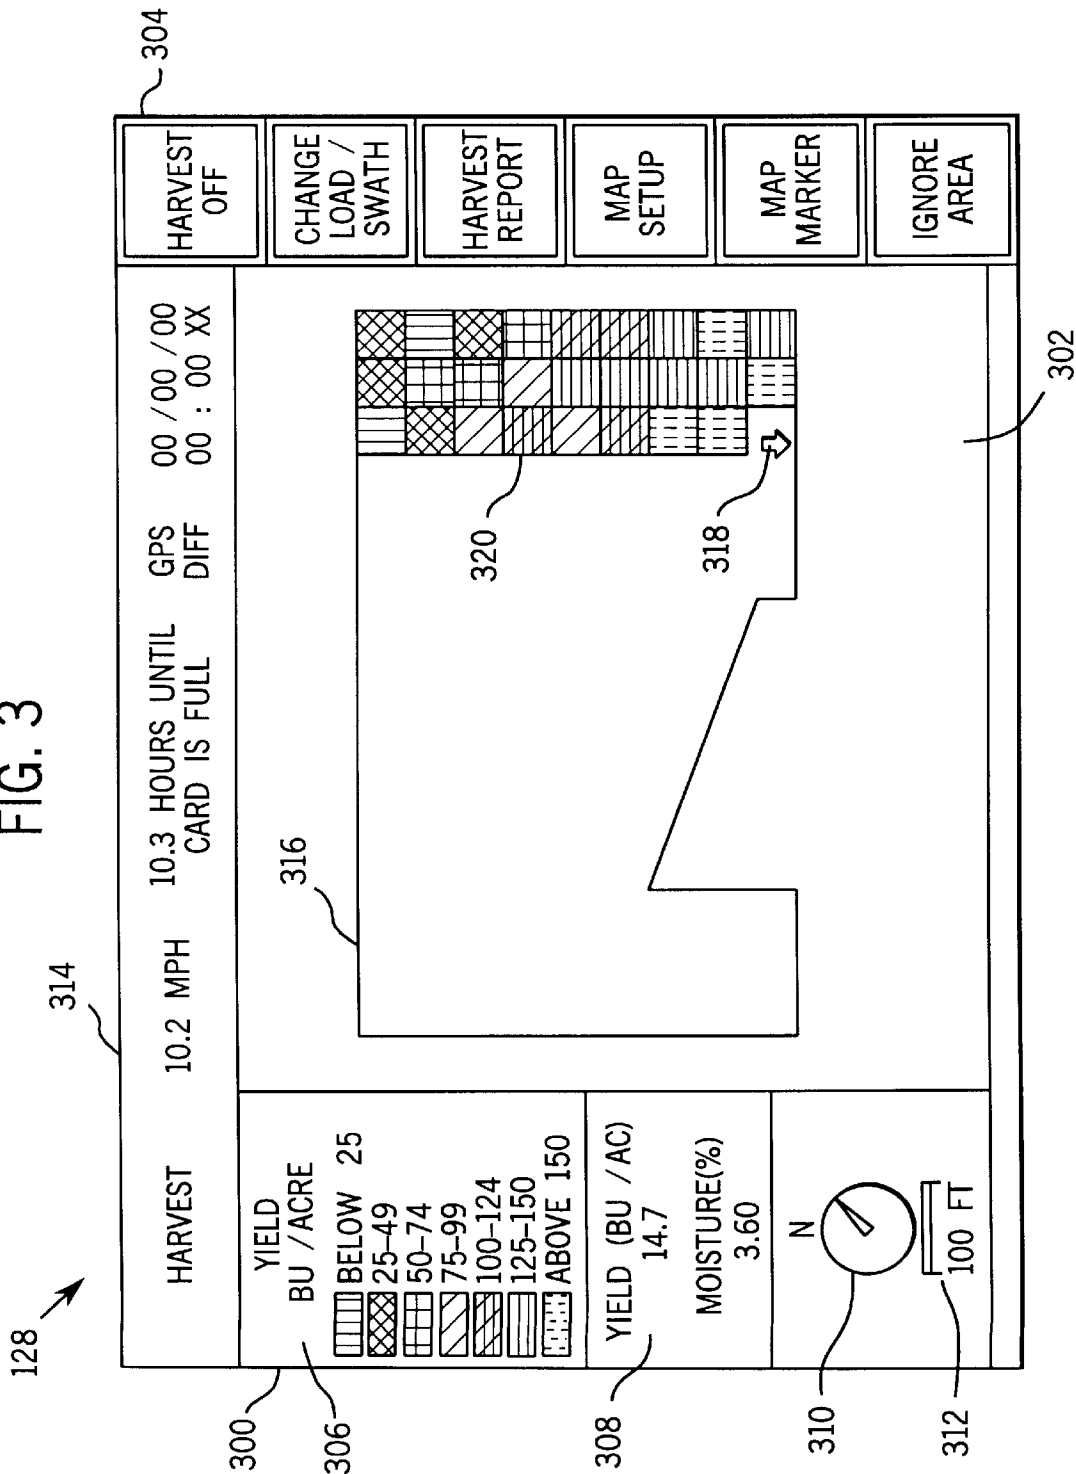 FIG. 3
128
314
304
HARVEST
10.2 MPH
10.3 HOURS UNTIL
CARD IS FULL
GPS
DIFF
00 / 00 / 00
00 : 00 XX
HARVEST
OFF
CHANGE
LOAD /
SWATH
HARVEST
REPORT
MAP
SETUP
MAP
MARKER
IGNORE
AREA
300
306
YIELD
BU / ACRE
BELOW 25
25–49
50–74
75–99
100–124
125–150
ABOVE 150
308
YIELD (BU / AC)
14.7
MOISTURE(%)
3.60
310
N
312
100 FT
316
320
318
302